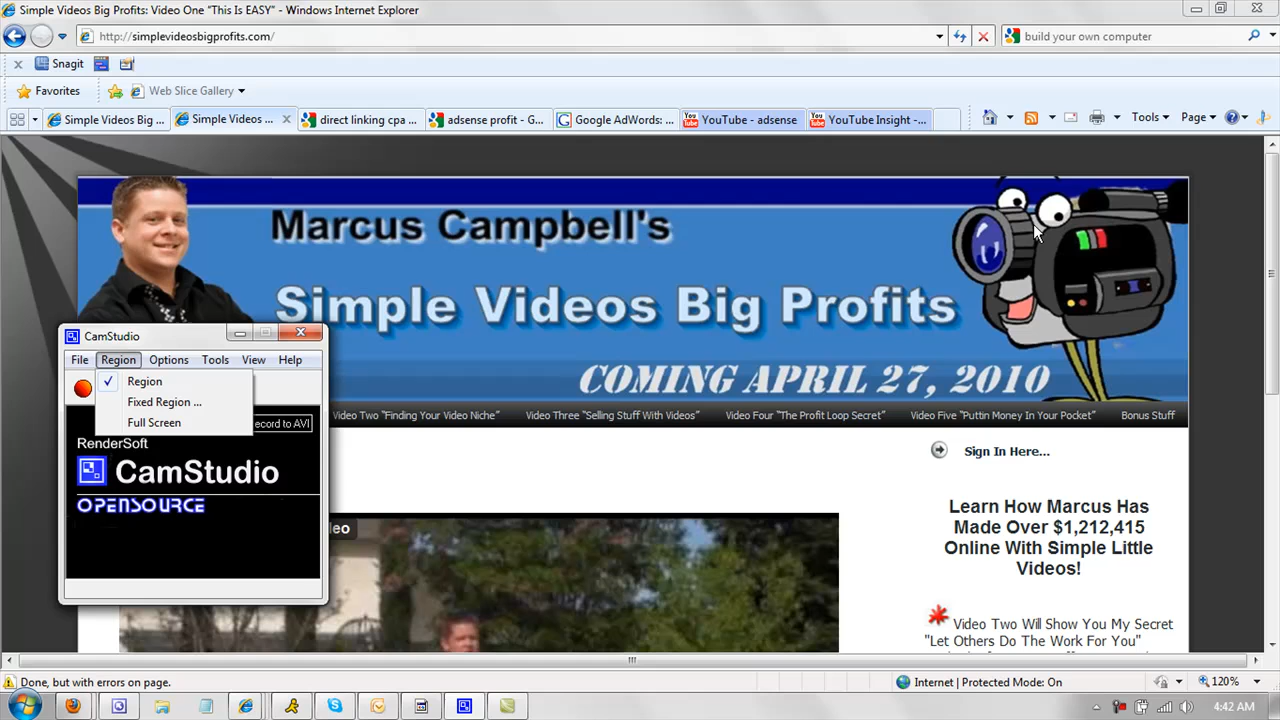 Simple Videos Big Profits: Video One "This Is EASY" - Windows Internet Explorer
http://simplevideosbigprofits.com/
build your own computer
Snagit
Favorites
Web Slice Gallery
Simple Videos Big ...
Simple Videos ...
direct linking cpa ...
adsense profit - G...
Google AdWords: ...
YouTube - adsense
YouTube Insight -...
Tools
Page
Marcus Campbell's
Simple Videos Big Profits
COMING APRIL 27, 2010
Video Two "Finding Your Video Niche"
Video Three "Selling Stuff With Videos"
Video Four "The Profit Loop Secret"
Video Five "Puttin Money In Your Pocket"
Bonus Stuff
CamStudio
File Region Options Tools View Help
Region
Fixed Region ...
Full Screen
ecord to AVI
RenderSoft
CamStudio
OPENSOURCE
eo
Sign In Here...
Learn How Marcus Has
Made Over $1,212,415
Online With Simple Little
Videos!
Video Two Will Show You My Secret
"Let Others Do The Work For You"
Done, but with errors on page.
Internet | Protected Mode: On
120%
4:42 AM